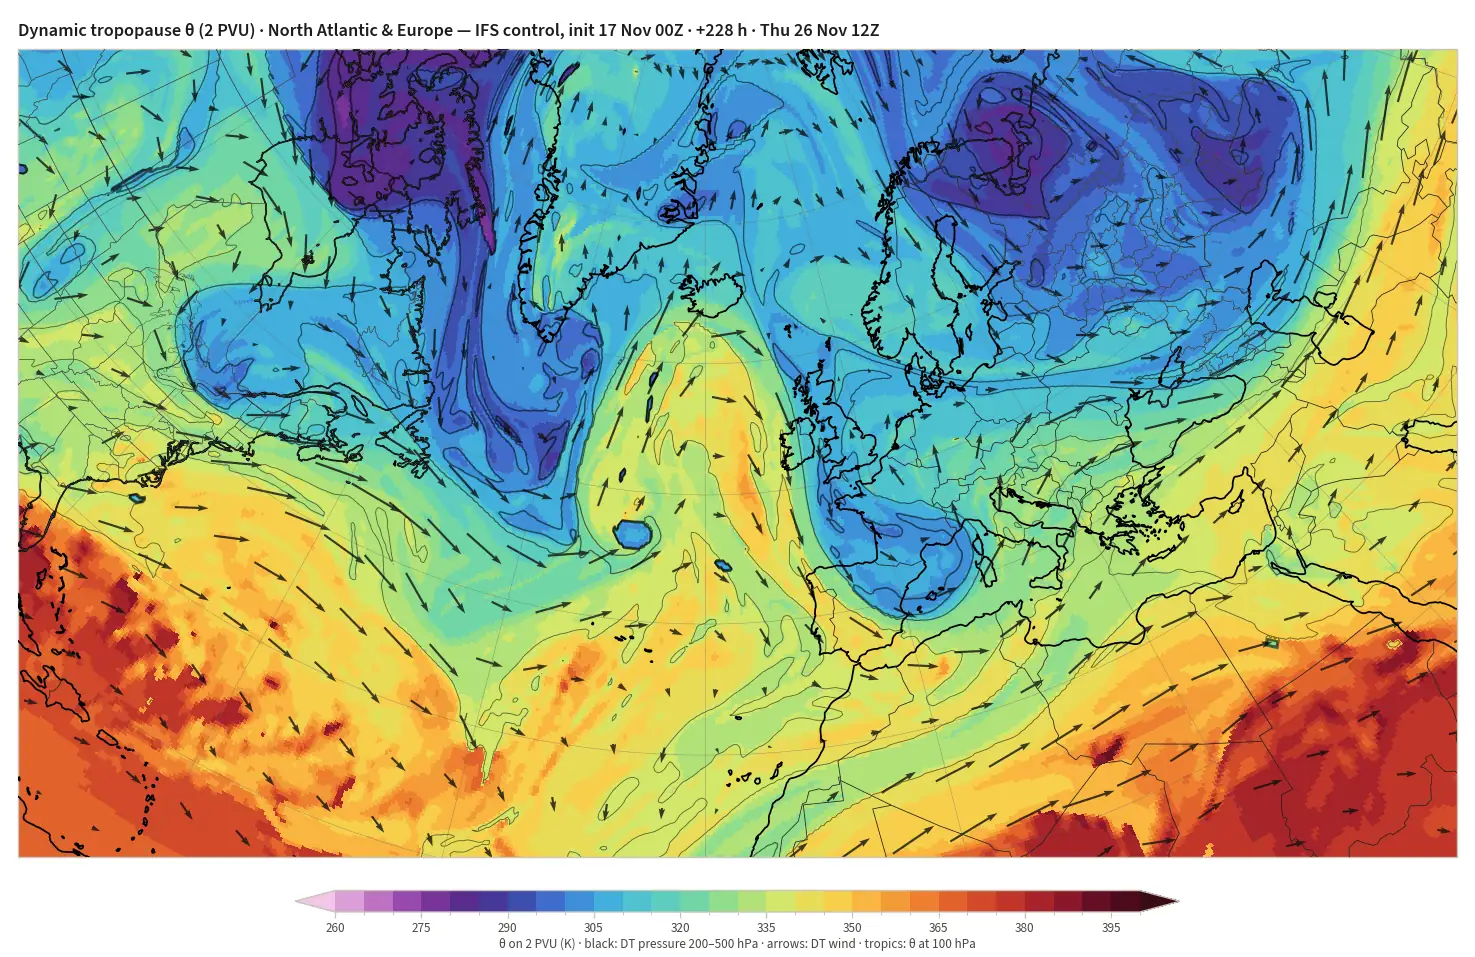 Dynamic tropopause θ (2 PVU) · North Atlantic & Europe — IFS control, init 17 Nov 00Z · +228 h · Thu 26 Nov 12Z
260 275 290 305 320 335 350 365 380 395
θ on 2 PVU (K) · black: DT pressure 200–500 hPa · arrows: DT wind · tropics: θ at 100 hPa